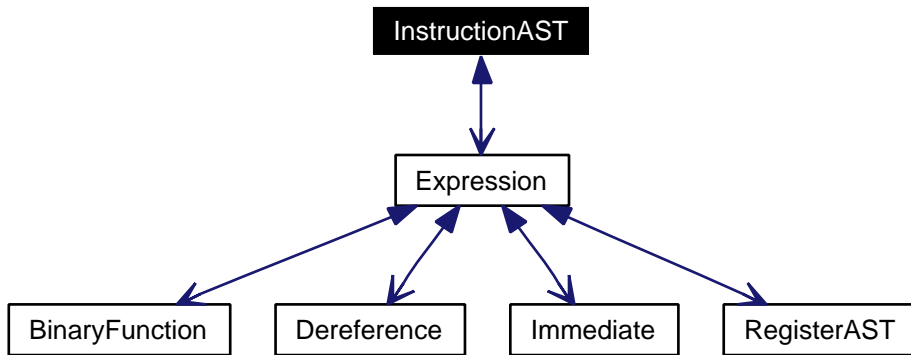 InstructionAST
Expression
BinaryFunction
Dereference
Immediate
RegisterAST